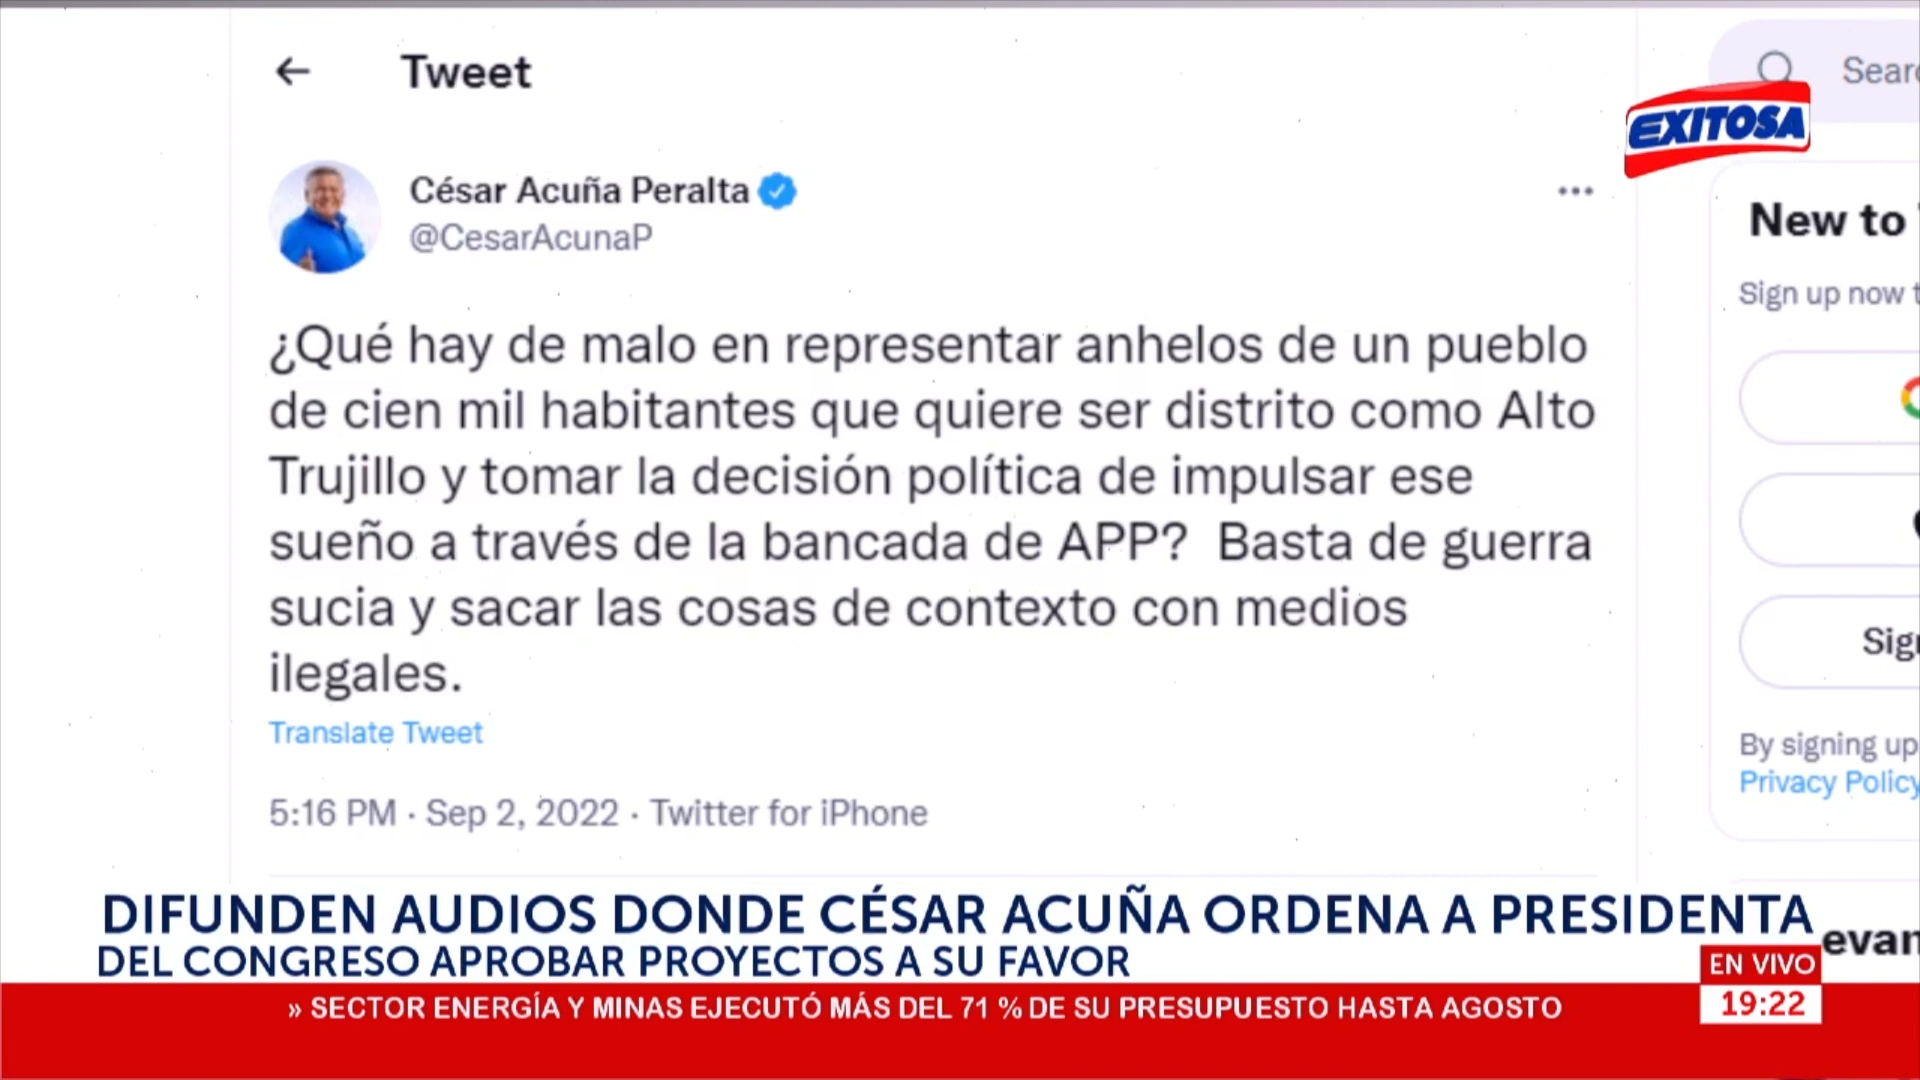 Tweet
Sear
EXITOSA
César Acuña Peralta
@CesarAcunaP
New to
Sign up now t
¿Qué hay de malo en representar anhelos de un pueblo
de cien mil habitantes que quiere ser distrito como Alto
Trujillo y tomar la decisión política de impulsar ese
sueño a través de la bancada de APP?  Basta de guerra
sucia y sacar las cosas de contexto con medios
ilegales.
Sig
Translate Tweet
By signing up
Privacy Policy
5:16 PM · Sep 2, 2022 · Twitter for iPhone
DIFUNDEN AUDIOS DONDE CÉSAR ACUÑA ORDENA A PRESIDENTA
DEL CONGRESO APROBAR PROYECTOS A SU FAVOR
evan
EN VIVO
» SECTOR ENERGÍA Y MINAS EJECUTÓ MÁS DEL 71 % DE SU PRESUPUESTO HASTA AGOSTO
19:22